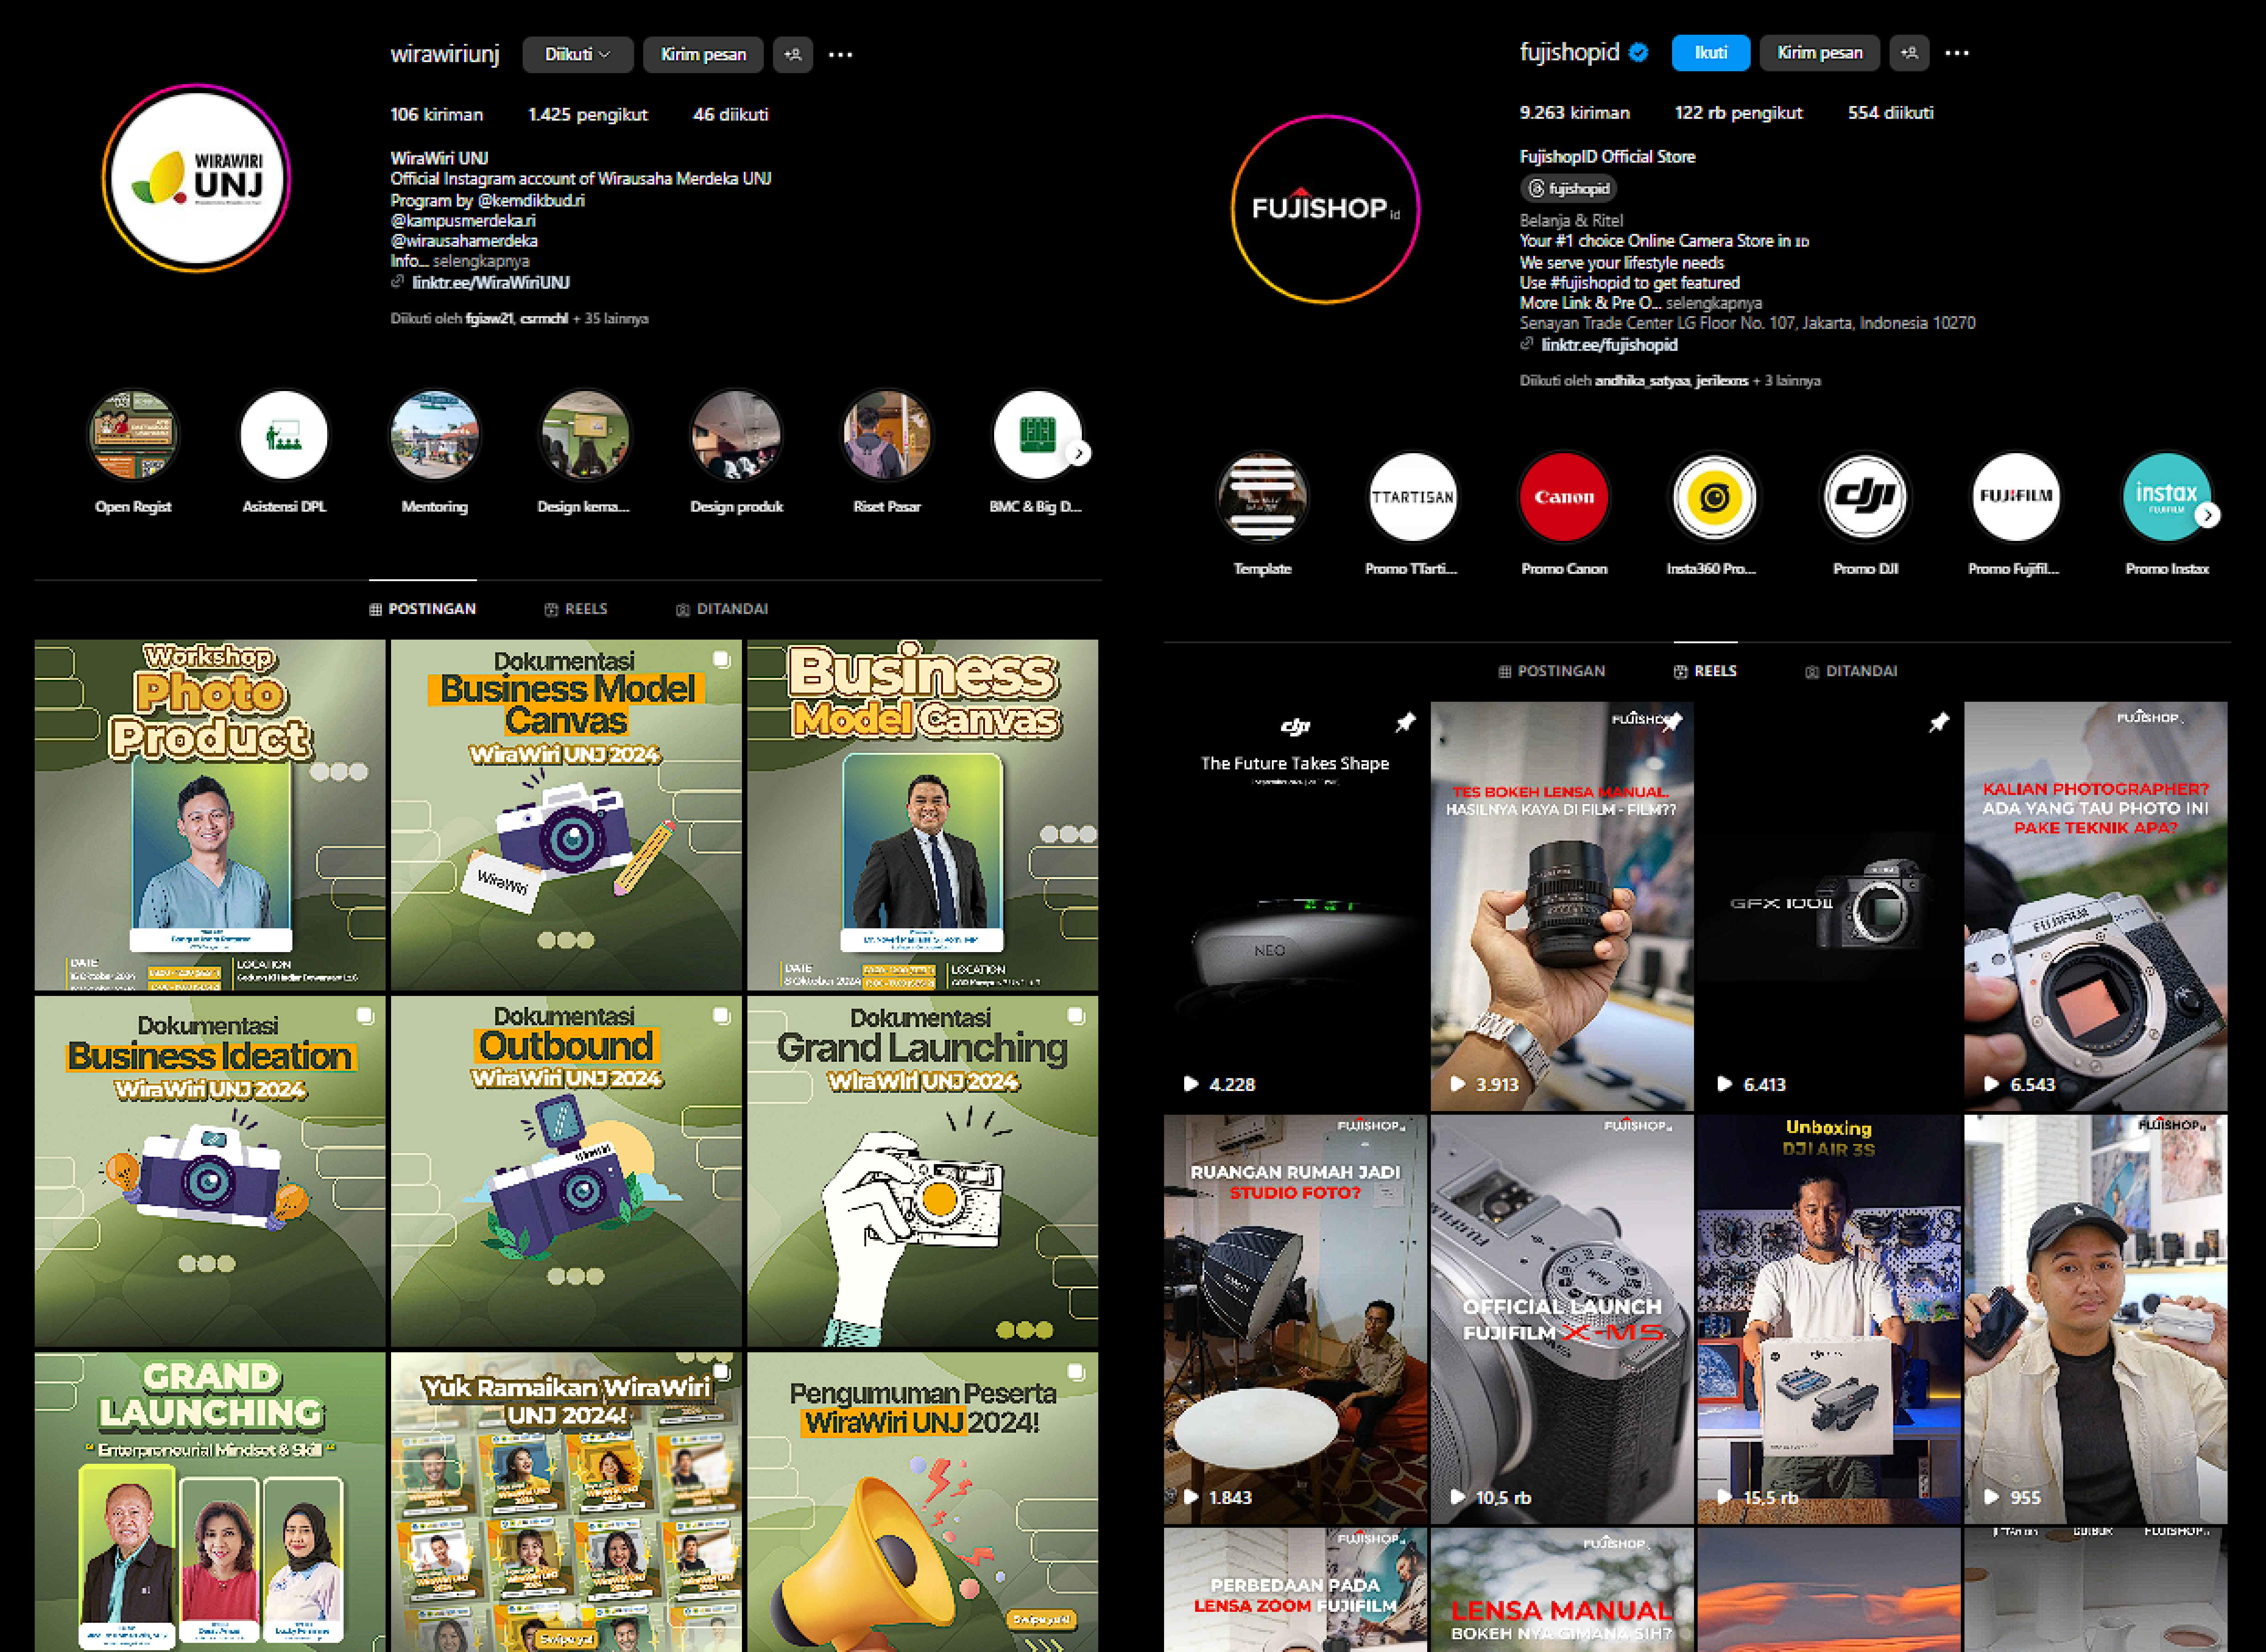 wirawiriunj
Diikuti
Kirim pesan
106 kiriman
1.425 pengikut
46 diikuti
WIRAWIRI
UNJ
WiraWiri UNJ
Official Instagram account of Wirausaha Merdeka UNJ
Program by @kemdikbud.ri
@kampusmerdeka.ri
@wirausahamerdeka
Info... selengkapnya
linktr.ee/WiraWiriUNJ
Diikuti oleh fgiaw21, csrmchl + 35 lainnya
Open Regist
Asistensi DPL
Mentoring
Design kema...
Design produk
Riset Pasar
BMC & Big D...
POSTINGAN
REELS
DITANDAI
Workshop
Photo
Product
DATE
LOCATION
Dokumentasi
Business Model
Canvas
WiraWiri UNJ 2024
WiraWiri
Business
Model Canvas
DATE
8 Oktober 2024
LOCATION
Dokumentasi
Business Ideation
WiraWiri UNJ 2024
Dokumentasi
Outbound
WiraWiri UNJ 2024
WiraWiri
Dokumentasi
Grand Launching
WiraWiri UNJ 2024
GRAND
LAUNCHING
" Enterpreneurial Mindset & Skill "
Yuk Ramaikan WiraWiri
UNJ 2024!
Swipe ya!
Pengumuman Peserta
WiraWiri UNJ 2024!
Swipe yuk!
fujishopid
Ikuti
Kirim pesan
9.263 kiriman
122 rb pengikut
554 diikuti
FUJISHOP id
FujishopID Official Store
fujishopid
Belanja & Ritel
Your #1 choice Online Camera Store in ID
We serve your lifestyle needs
Use #fujishopid to get featured
More Link & Pre O... selengkapnya
Senayan Trade Center LG Floor No. 107, Jakarta, Indonesia 10270
linktr.ee/fujishopid
Diikuti oleh andhika_satyaa, jerilexns + 3 lainnya
TTARTISAN
Canon
dji
FUJIFILM
instax
FUJIFILM
Template
Promo TTarti...
Promo Canon
Insta360 Pro...
Promo DJI
Promo Fujifil...
Promo Instax
POSTINGAN
REELS
DITANDAI
dji
The Future Takes Shape
NEO
4.228
FUJISHOP
TES BOKEH LENSA MANUAL.
HASILNYA KAYA DI FILM - FILM??
3.913
GFX 100II
6.413
FUJISHOP
KALIAN PHOTOGRAPHER?
ADA YANG TAU PHOTO INI
PAKE TEKNIK APA?
FUJIFILM
6.543
FUJISHOP id
RUANGAN RUMAH JADI
STUDIO FOTO?
1.843
FUJISHOP id
OFFICIAL LAUNCH
FUJIFILM X-M5
10,5 rb
Unboxing
DJI AIR 3S
15,5 rb
FUJISHOP id
955
FUJISHOP id
PERBEDAAN PADA
LENSA ZOOM FUJIFILM
FUJISHOP
LENSA MANUAL
BOKEH NYA GIMANA SIH?
FUJISHOP